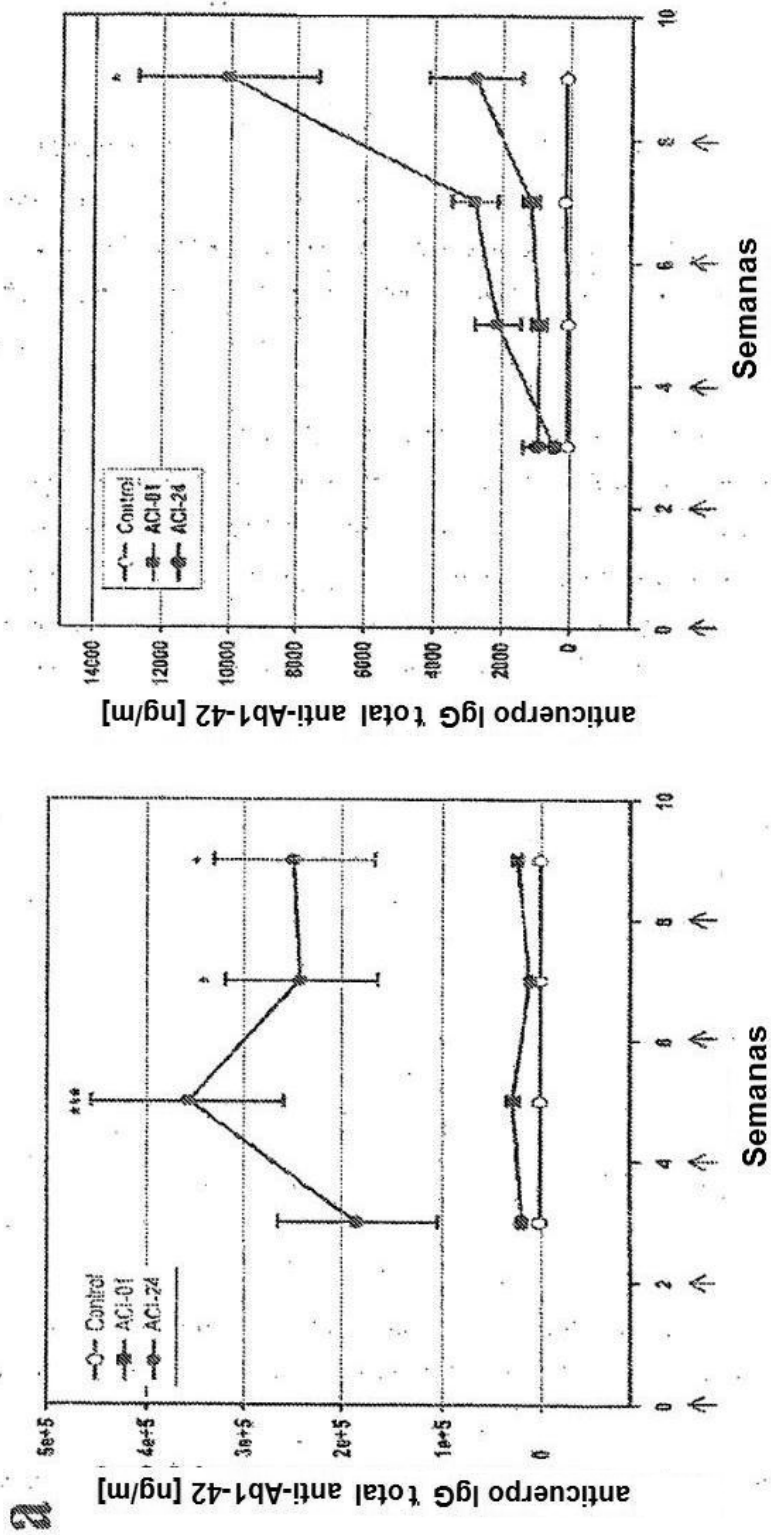 a
anticuerpo IgG total anti-Ab1-42 [ng/m]
5e+5
4e+5
3e+5
2e+5
1e+5
0
Control
ACI-01
ACI-24
***
*
*
0 2 4 6 8 10
Semanas
anticuerpo IgG total anti-Ab1-42 [ng/m]
14000
12000
10000
8000
6000
4000
2000
0
Control
ACI-01
ACI-24
*
0 2 4 6 8 10
Semanas